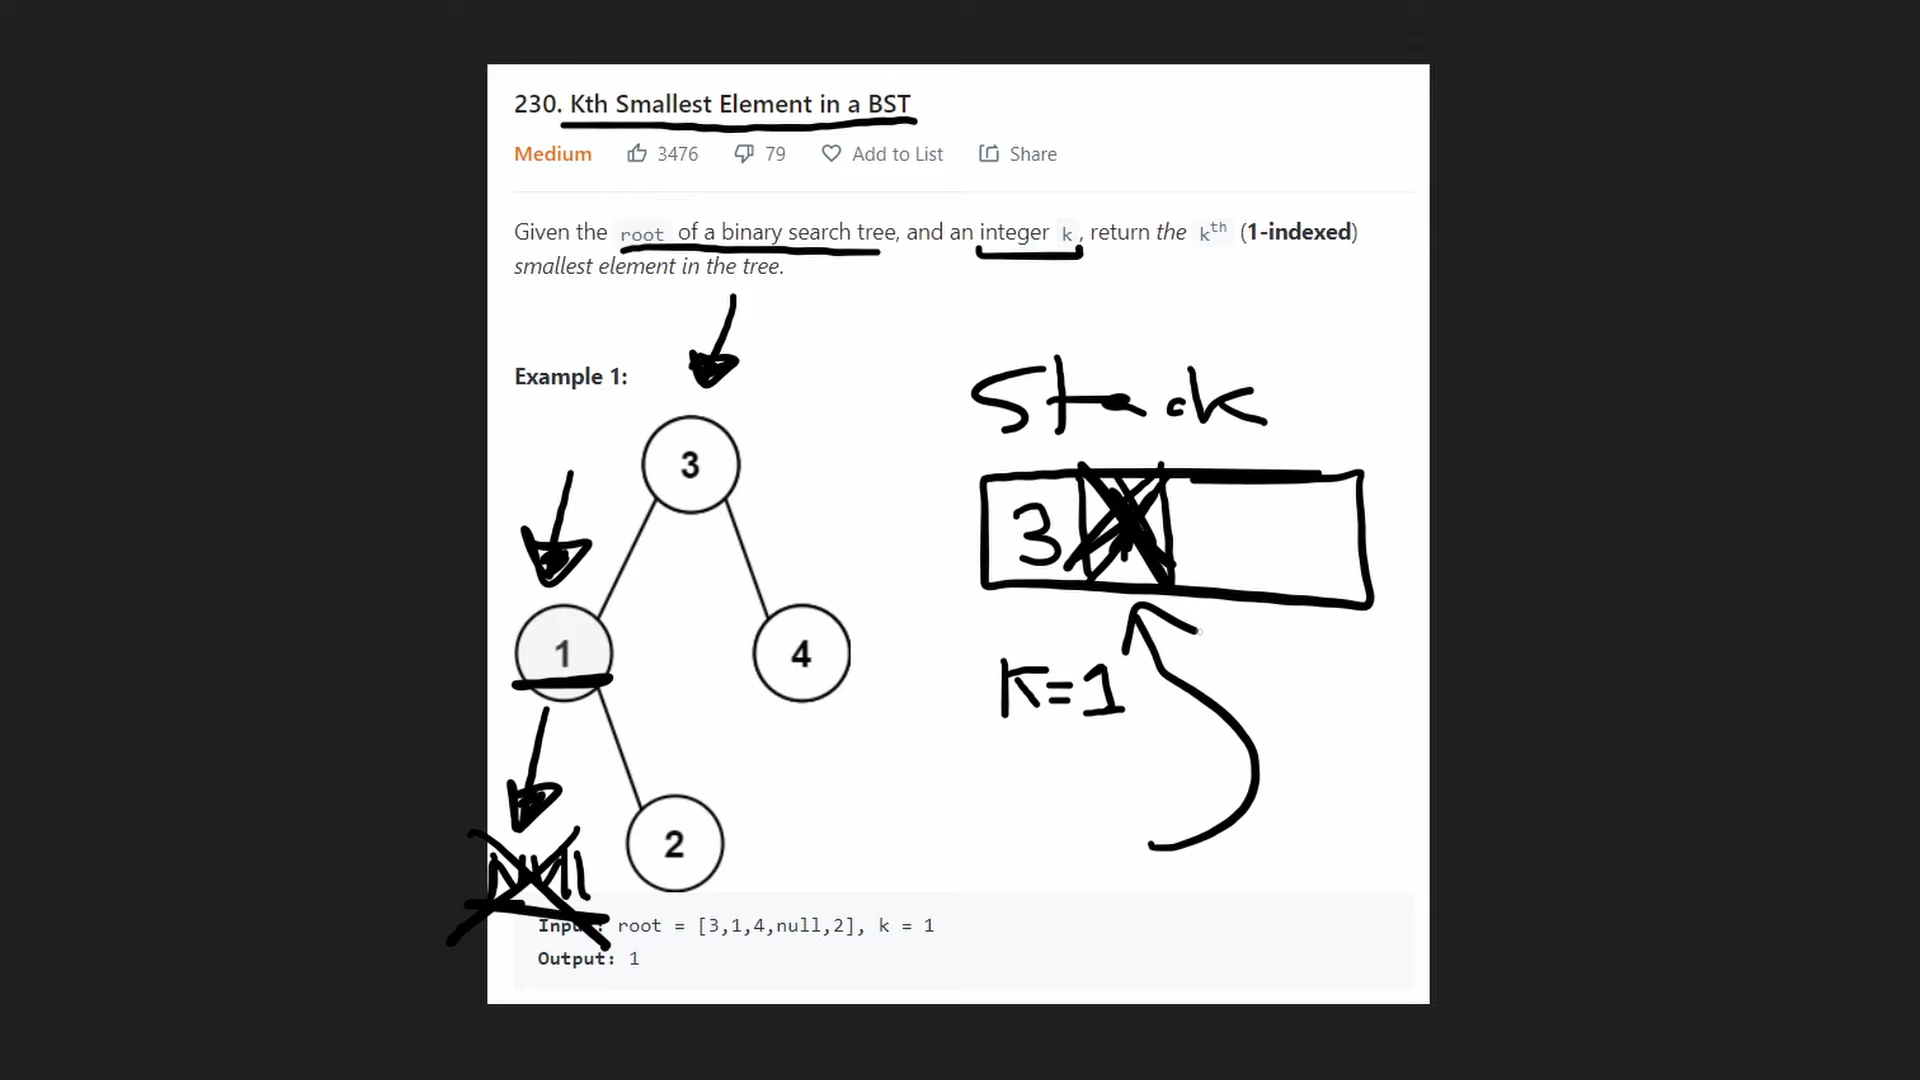 230. Kth Smallest Element in a BST
Medium 3476 79 Add to List Share
Given the root of a binary search tree, and an integer k, return the kth (1-indexed)
smallest element in the tree.
Example 1:
Stack
3
3
1
4
K=1
2
Input: root = [3,1,4,null,2], k = 1
Output: 1